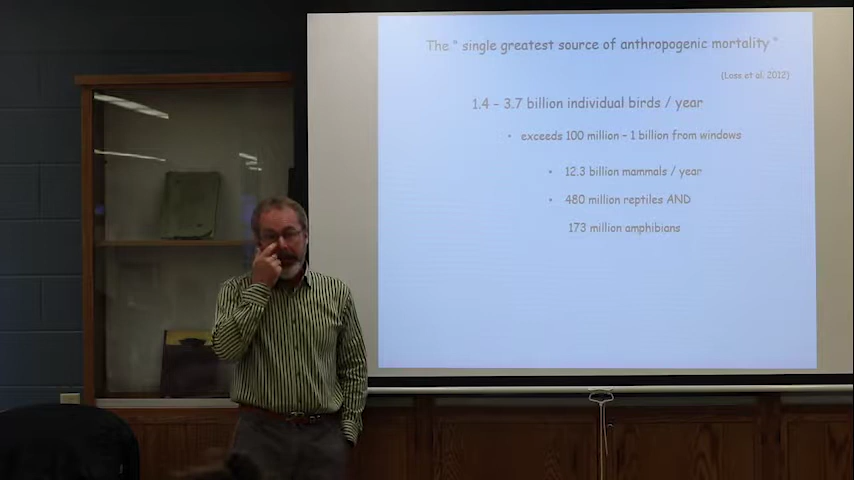 The " single greatest source of anthropogenic mortality "
(Loss et al. 2012)
1.4 – 3.7 billion individual birds / year
• exceeds 100 million – 1 billion from windows
• 12.3 billion mammals / year
• 480 million reptiles AND
173 million amphibians